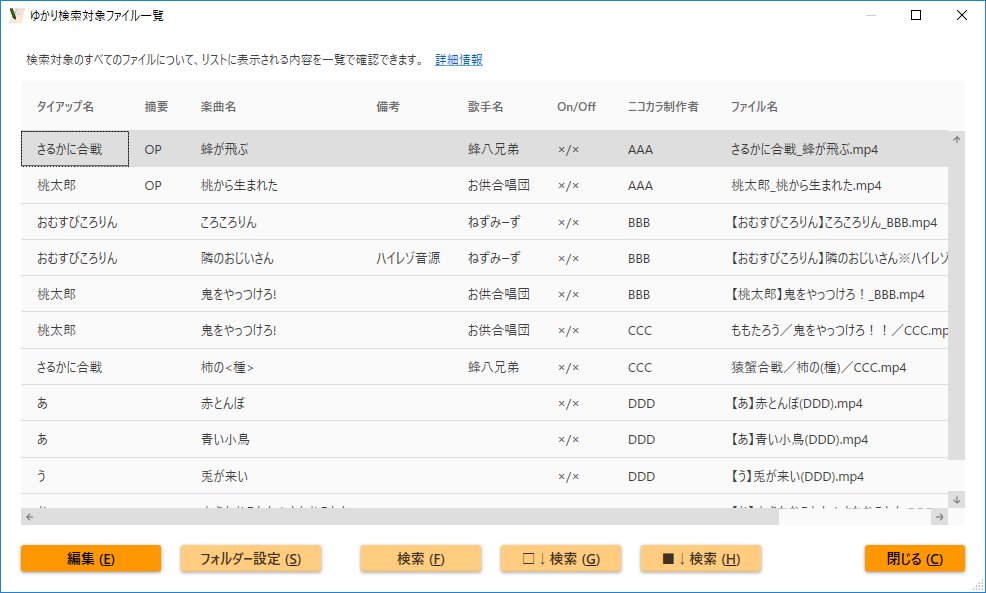 ゆかり検索対象ファイル一覧
検索対象のすべてのファイルについて、リストに表示される内容を一覧で確認できます。 詳細情報
タイアップ名 摘要 楽曲名 備考 歌手名 On/Off ニコカラ制作者 ファイル名
さるかに合戦 OP 蜂が飛ぶ 蜂八兄弟 ×/× AAA さるかに合戦_蜂が飛ぶ.mp4
桃太郎 OP 桃から生まれた お供合唱団 ×/× AAA 桃太郎_桃から生まれた.mp4
おむすびころりん ころころりん ねずみーず ×/× BBB 【おむすびころりん】ころころりん_BBB.mp4
おむすびころりん 隣のおじいさん ハイレゾ音源 ねずみーず ×/× BBB 【おむすびころりん】隣のおじいさん※ハイレゾ
桃太郎 鬼をやっつけろ! お供合唱団 ×/× BBB 【桃太郎】鬼をやっつけろ！_BBB.mp4
桃太郎 鬼をやっつけろ! お供合唱団 ×/× CCC ももたろう／鬼をやっつけろ！！／CCC.mp
さるかに合戦 柿の<種> 蜂八兄弟 ×/× CCC 猿蟹合戦／柿の(種)／CCC.mp4
あ 赤とんぼ ×/× DDD 【あ】赤とんぼ(DDD).mp4
あ 青い小鳥 ×/× DDD 【あ】青い小鳥(DDD).mp4
う 兎が来い ×/× DDD 【う】兎が来い(DDD).mp4
編集 (E) フォルダー設定 (S) 検索 (F) □↓検索 (G) ■↓検索 (H) 閉じる (C)